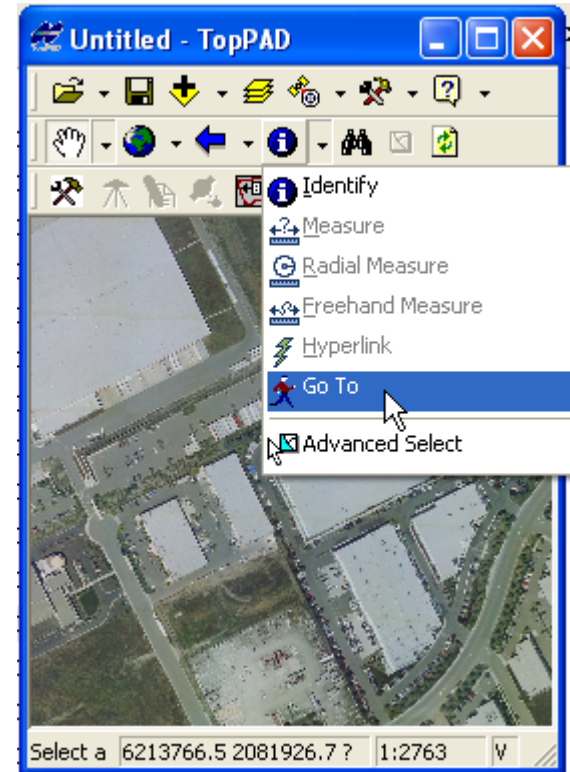 Untitled - TopPAD
Identify
Measure
Radial Measure
Freehand Measure
Hyperlink
Go To
Advanced Select
Select a 6213766.5 2081926.7 ? 1:2763 V